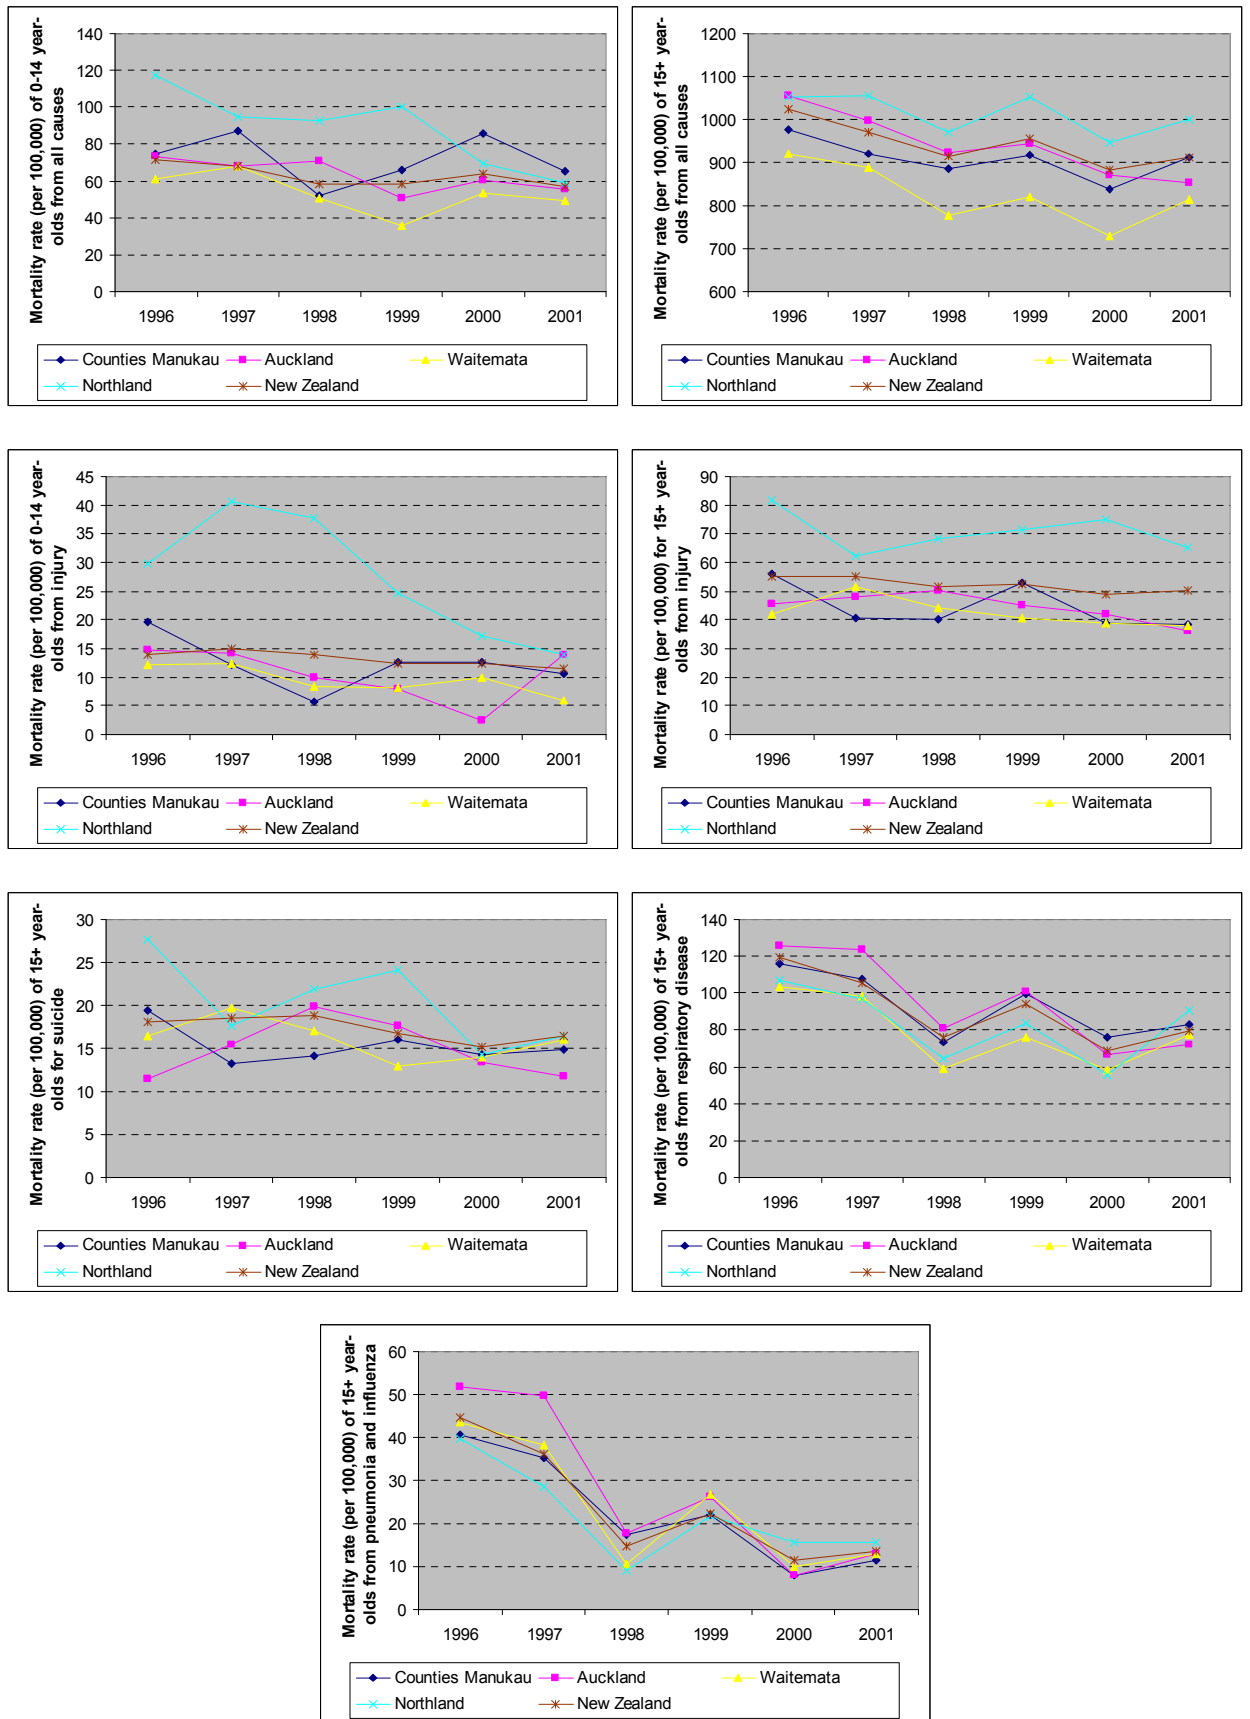 Mortality rate (per 100,000) of 0-14 year-
olds from all causes
140
120
100
80
60
40
20
0
1996 1997 1998 1999 2000 2001
Counties Manukau Auckland Waitemata
Northland New Zealand
Mortality rate (per 100,000) of 15+ year-
olds from all causes
1200
1100
1000
900
800
700
600
1996 1997 1998 1999 2000 2001
Counties Manukau Auckland Waitemata
Northland New Zealand
Mortality rate (per 100,000) of 0-14 year-
olds from injury
45
40
35
30
25
20
15
10
5
0
1996 1997 1998 1999 2000 2001
Counties Manukau Auckland Waitemata
Northland New Zealand
Mortality rate (per 100,000) for 15+ year-
olds from injury
90
80
70
60
50
40
30
20
10
0
1996 1997 1998 1999 2000 2001
Counties Manukau Auckland Waitemata
Northland New Zealand
Mortality rate (per 100,000) of 15+ year-
olds for suicide
30
25
20
15
10
5
0
1996 1997 1998 1999 2000 2001
Counties Manukau Auckland Waitemata
Northland New Zealand
Mortality rate (per 100,000) of 15+ year-
olds from respiratory disease
140
120
100
80
60
40
20
0
1996 1997 1998 1999 2000 2001
Counties Manukau Auckland Waitemata
Northland New Zealand
Mortality rate (per 100,000) of 15+ year-
olds from pneumonia and influenza
60
50
40
30
20
10
0
1996 1997 1998 1999 2000 2001
Counties Manukau Auckland Waitemata
Northland New Zealand